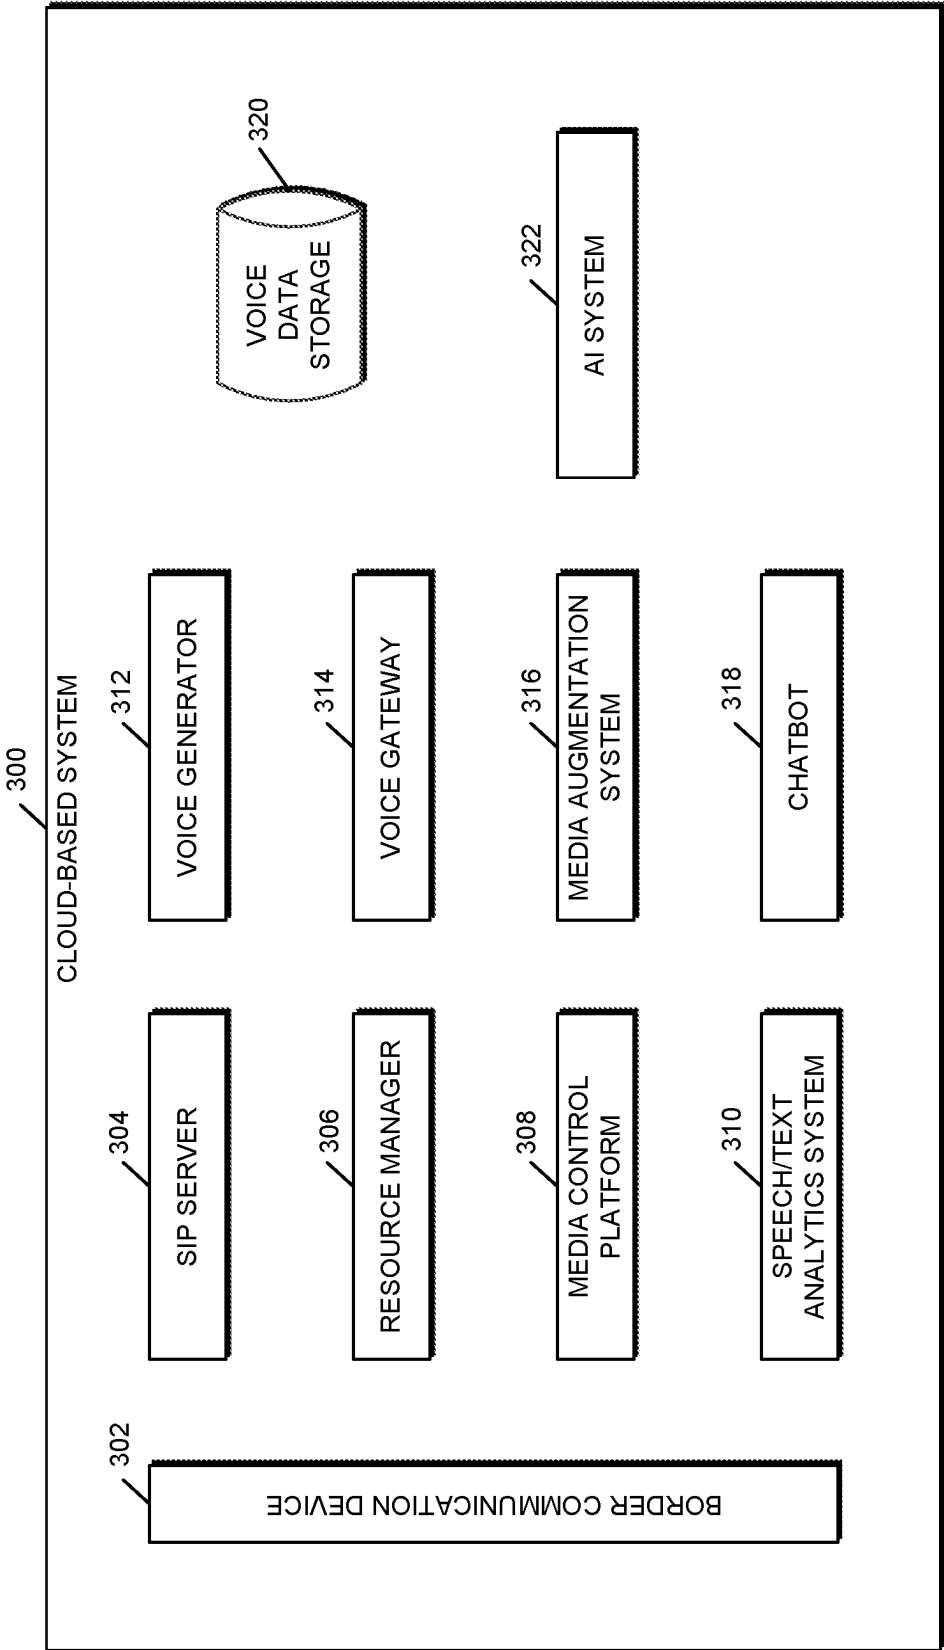 300
CLOUD-BASED SYSTEM
302
BORDER COMMUNICATION DEVICE
304
SIP SERVER
306
RESOURCE MANAGER
308
MEDIA CONTROL
PLATFORM
310
SPEECH/TEXT
ANALYTICS SYSTEM
312
VOICE GENERATOR
314
VOICE GATEWAY
316
MEDIA AUGMENTATION
SYSTEM
318
CHATBOT
320
VOICE
DATA
STORAGE
322
AI SYSTEM